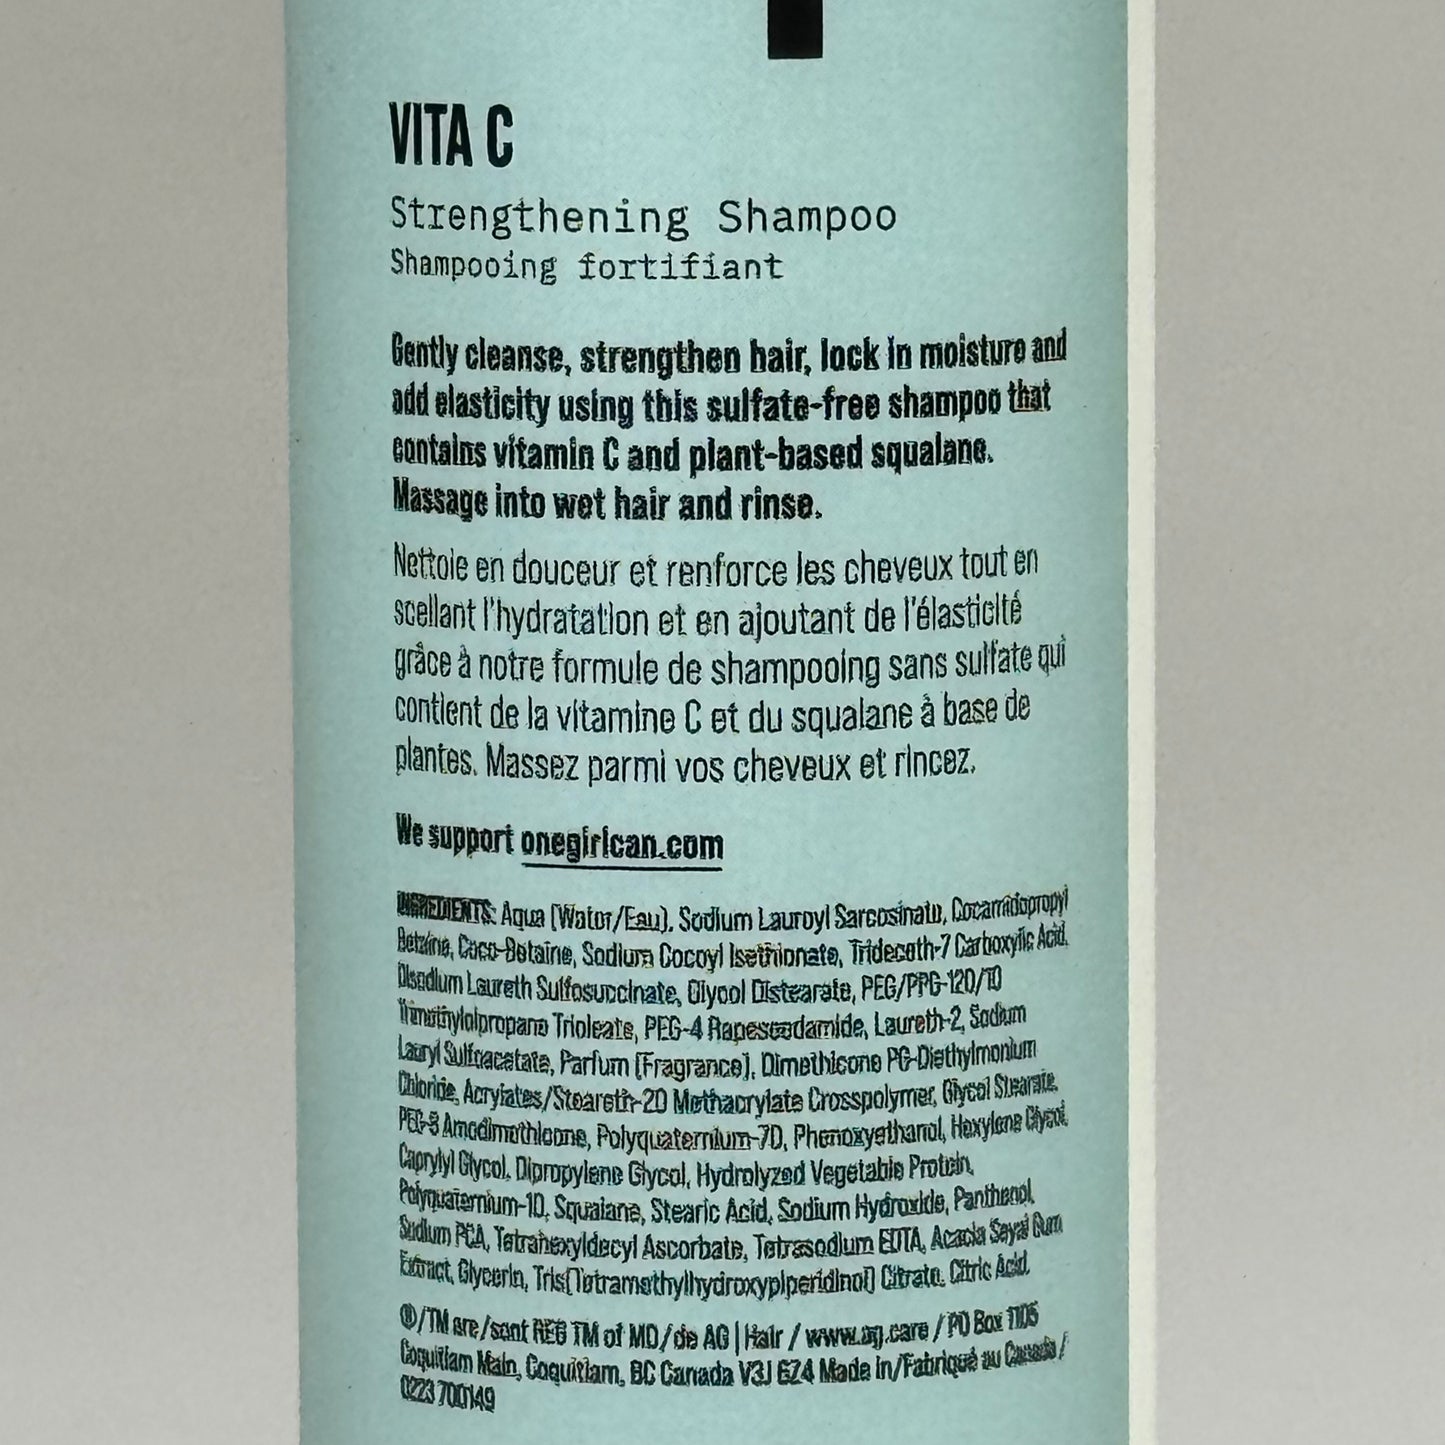 VITA C
Strengthening Shampoo
Shampooing fortifiant
Gently cleanse, strengthen hair, lock in moisture and
add elasticity using this sulfate-free shampoo that
contains vitamin C and plant-based squalane.
Massage into wet hair and rinse.
Nettoie en douceur et renforce les cheveux tout en
scellant l'hydratation et en ajoutant de l'élasticité
grâce à notre formule de shampooing sans sulfate qui
contient de la vitamine C et du squalane à base de
plantes. Massez parmi vos cheveux et rincez.
We support onegirlcan.com
INGREDIENTS: Aqua (Water/Eau), Sodium Lauroyl Sarcosinate, Cocamidopropyl
Betaine, Coco-Betaine, Sodium Cocoyl Isethionate, Trideceth-7 Carboxylic Acid,
Disodium Laureth Sulfosuccinate, Glycol Distearate, PEG/PPG-120/10
Trimethylolpropane Trioleate, PEG-4 Rapeseedamide, Laureth-2, Sodium
Lauryl Sulfoacetate, Parfum (Fragrance), Dimethicone PG-Diethylmonium
Chloride, Acrylates/Steareth-20 Methacrylate Crosspolymer, Glycol Stearate,
PEG-8 Amodimethicone, Polyquaternium-70, Phenoxyethanol, Hexylene Glycol,
Caprylyl Glycol, Dipropylene Glycol, Hydrolyzed Vegetable Protein,
Polyquaternium-10, Squalane, Stearic Acid, Sodium Hydroxide, Panthenol,
Sodium PCA, Tetrahexyldecyl Ascorbate, Tetrasodium EDTA, Acacia Seyal Gum
Extract, Glycerin, Tris(Tetramethylhydroxypiperidinol) Citrate, Citric Acid.
®/TM are/sont REG TM of MD/de AG | Hair / www.ag.care / PO Box 1105
Coquitlam Main, Coquitlam, BC Canada V3J 6Z4 Made in/Fabriqué au Canada /
0223 700149